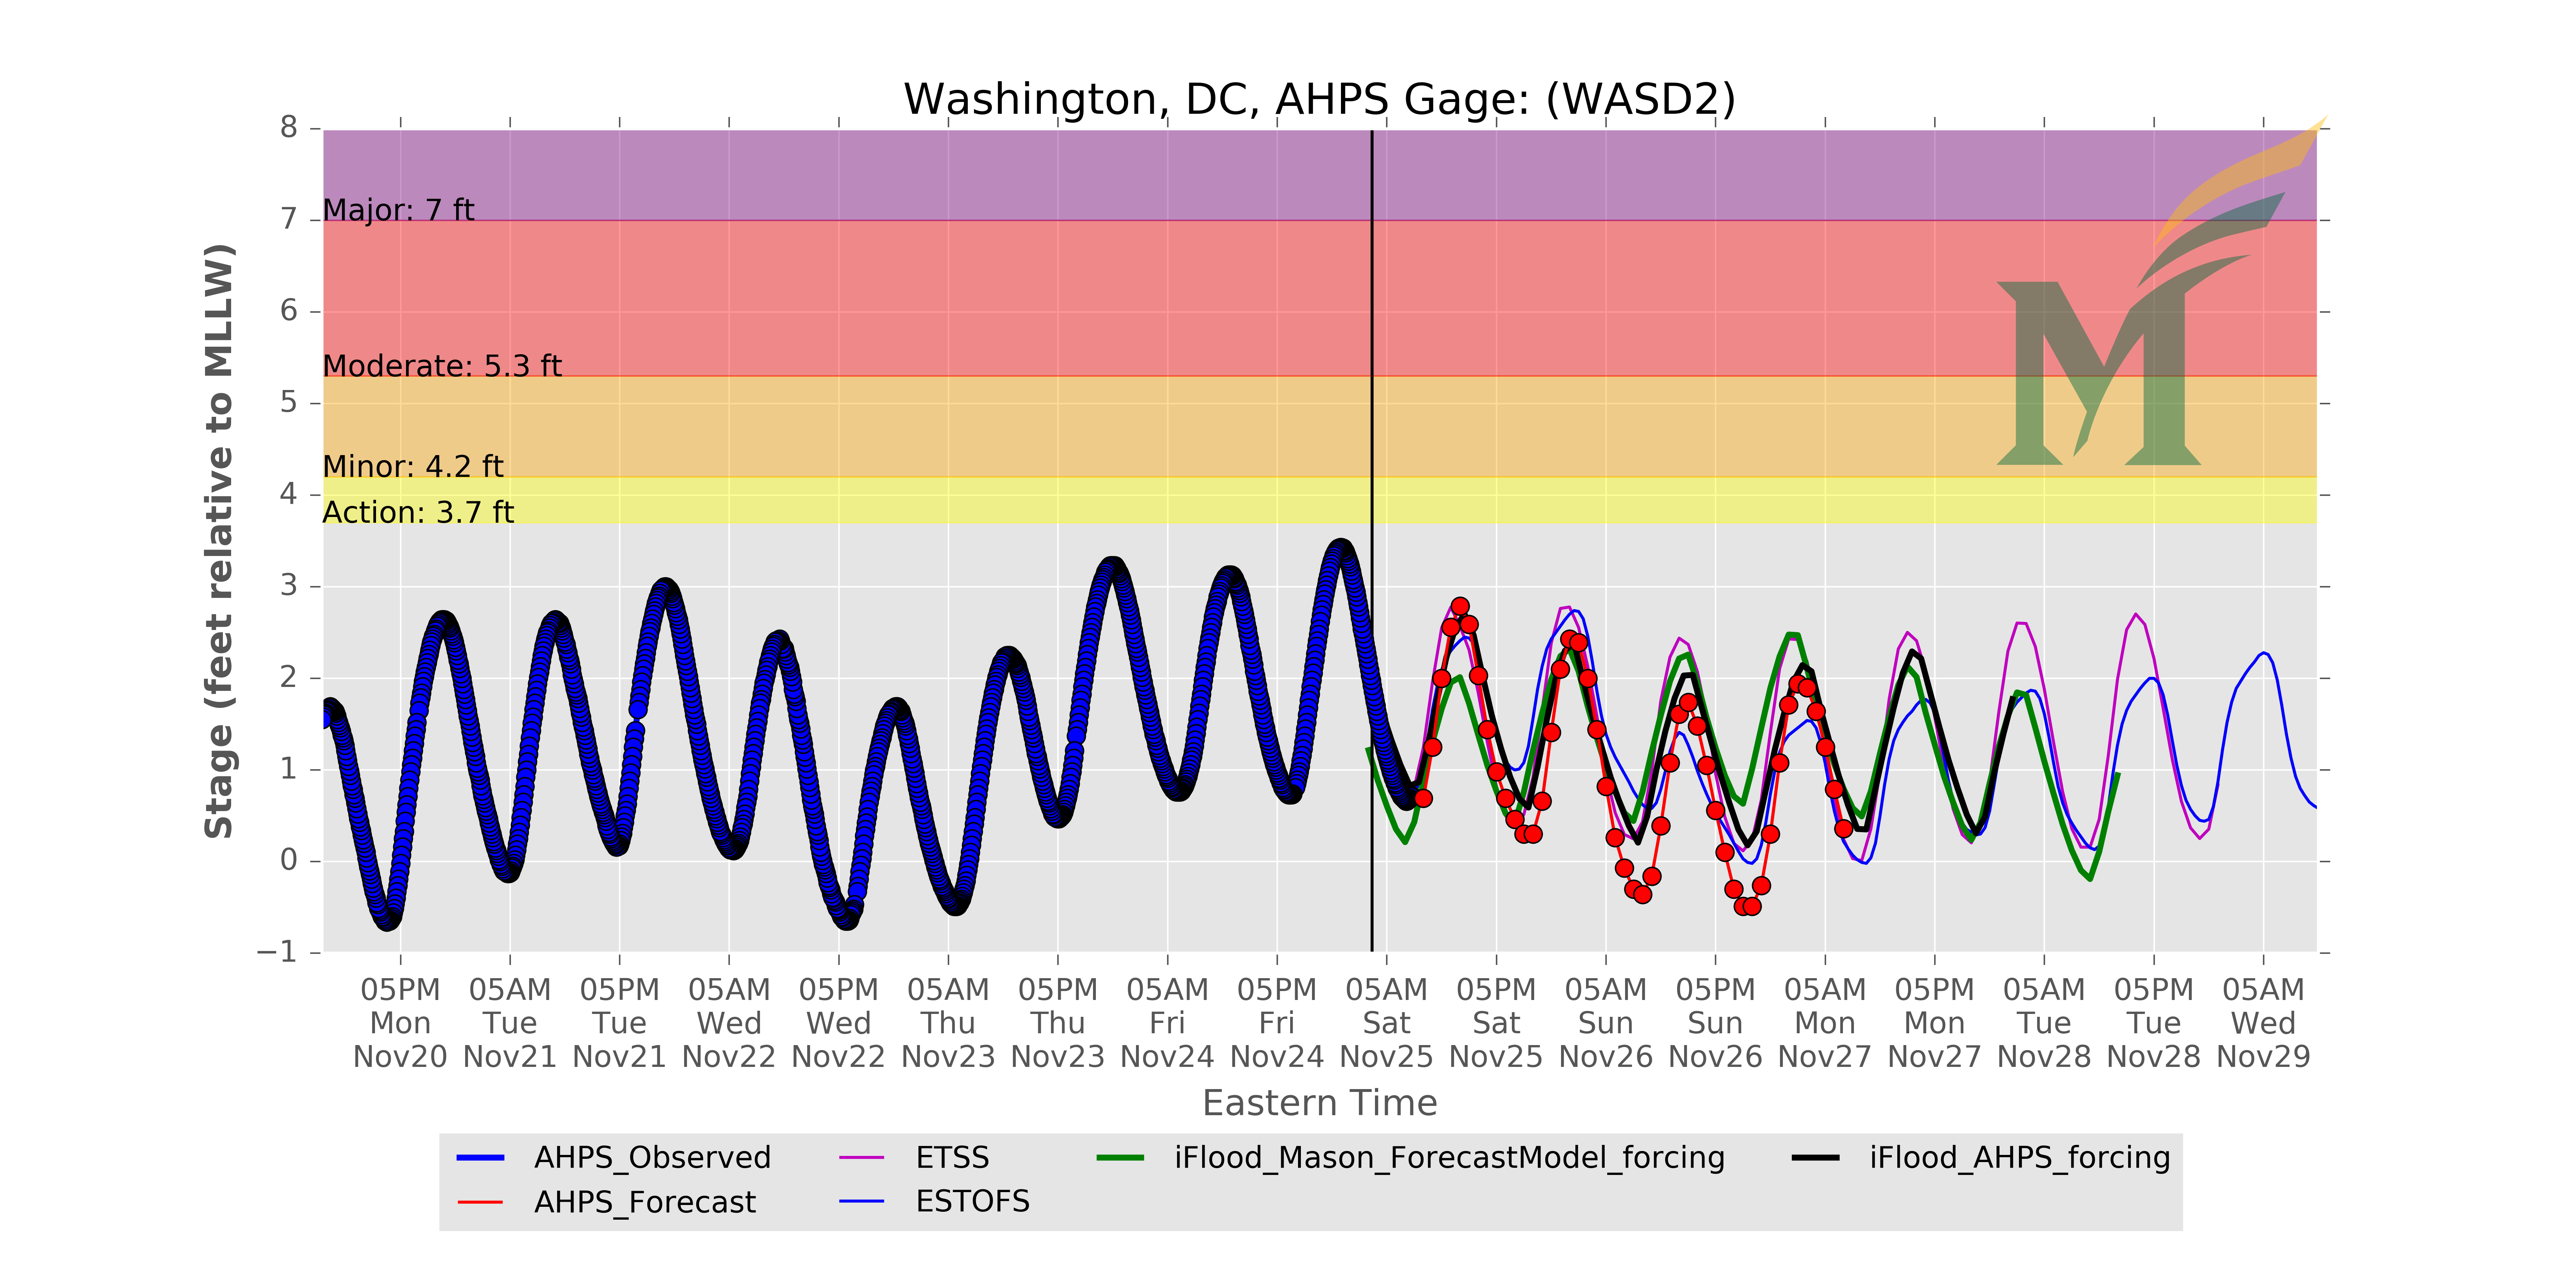 Washington, DC, AHPS Gage: (WASD2)
8
7
6
5
4
3
2
1
0
−1
Stage (feet relative to MLLW)
Major: 7 ft
Moderate: 5.3 ft
Minor: 4.2 ft
Action: 3.7 ft
M
05PM 05AM 05PM 05AM 05PM 05AM 05PM 05AM 05PM 05AM 05PM 05AM 05PM 05AM 05PM 05AM 05PM 05AM
Mon Tue Tue Wed Wed Thu Thu Fri Fri Sat Sat Sun Sun Mon Mon Tue Tue Wed
Nov20 Nov21 Nov21 Nov22 Nov22 Nov23 Nov23 Nov24 Nov24 Nov25 Nov25 Nov26 Nov26 Nov27 Nov27 Nov28 Nov28 Nov29
Eastern Time
AHPS_Observed ETSS iFlood_Mason_ForecastModel_forcing iFlood_AHPS_forcing
AHPS_Forecast ESTOFS